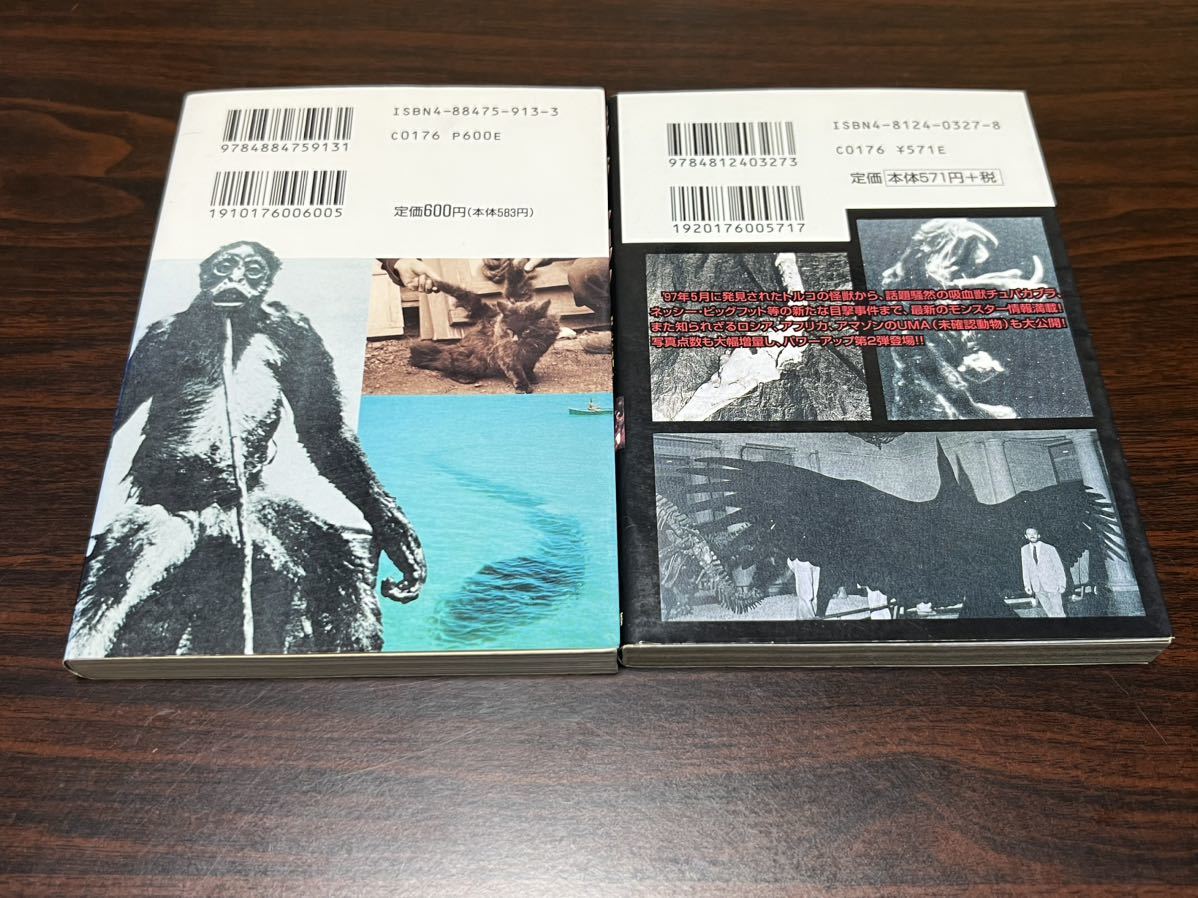 ISBN4-88475-913-3
C0176 P600E
9784884759131
1910176006005
定価600円(本体583円)
ISBN4-8124-0327-8
C0176 ¥571E
9784812403273
定価 本体571円+税
1920176005717
'97年5月に発見されたトルコの怪獣から、話題騒然の吸血獣チュパカブラ、
ネッシー・ビッグフット等の新たな目撃事件まで、最新のモンスター情報満載!
また知られざるロシア、アフリカ、アマゾンのUMA(未確認動物)も大公開!
写真点数も大幅増量し、パワーアップ第2弾登場!!